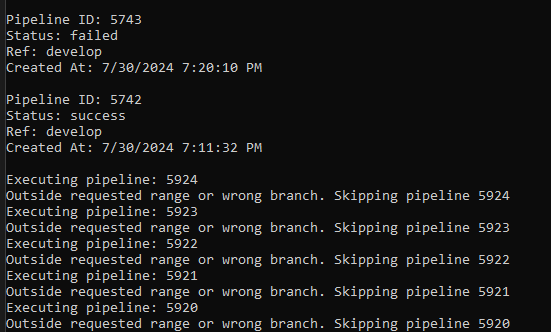 Pipeline ID: 5743
Status: failed
Ref: develop
Created At: 7/30/2024 7:20:10 PM
Pipeline ID: 5742
Status: success
Ref: develop
Created At: 7/30/2024 7:11:32 PM
Executing pipeline: 5924
Outside requested range or wrong branch. Skipping pipeline 5924
Executing pipeline: 5923
Outside requested range or wrong branch. Skipping pipeline 5923
Executing pipeline: 5922
Outside requested range or wrong branch. Skipping pipeline 5922
Executing pipeline: 5921
Outside requested range or wrong branch. Skipping pipeline 5921
Executing pipeline: 5920
Outside requested range or wrong branch. Skipping pipeline 5920